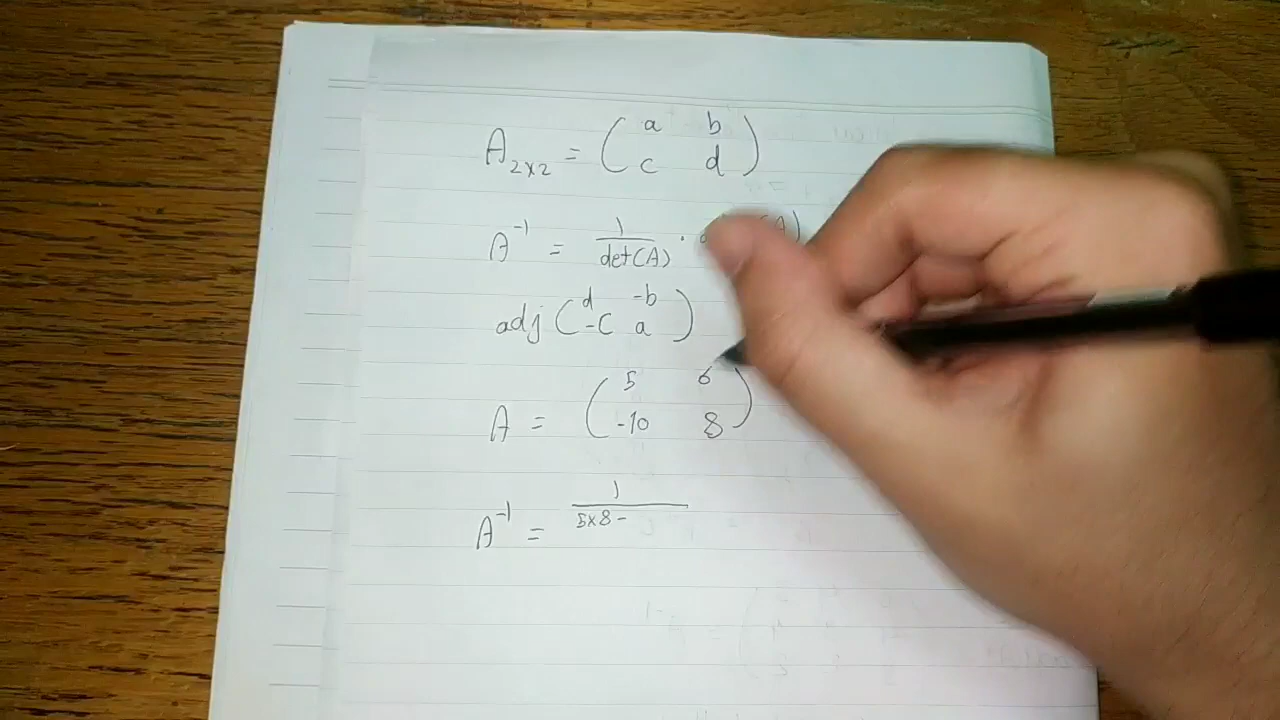 A2x2 = ( a b
c d )
A^-1 = 1/det(A) · (A)
adj ( d -b
-c a )
A = ( 5 6
-10 8 )
A^-1 = 1/5x8-